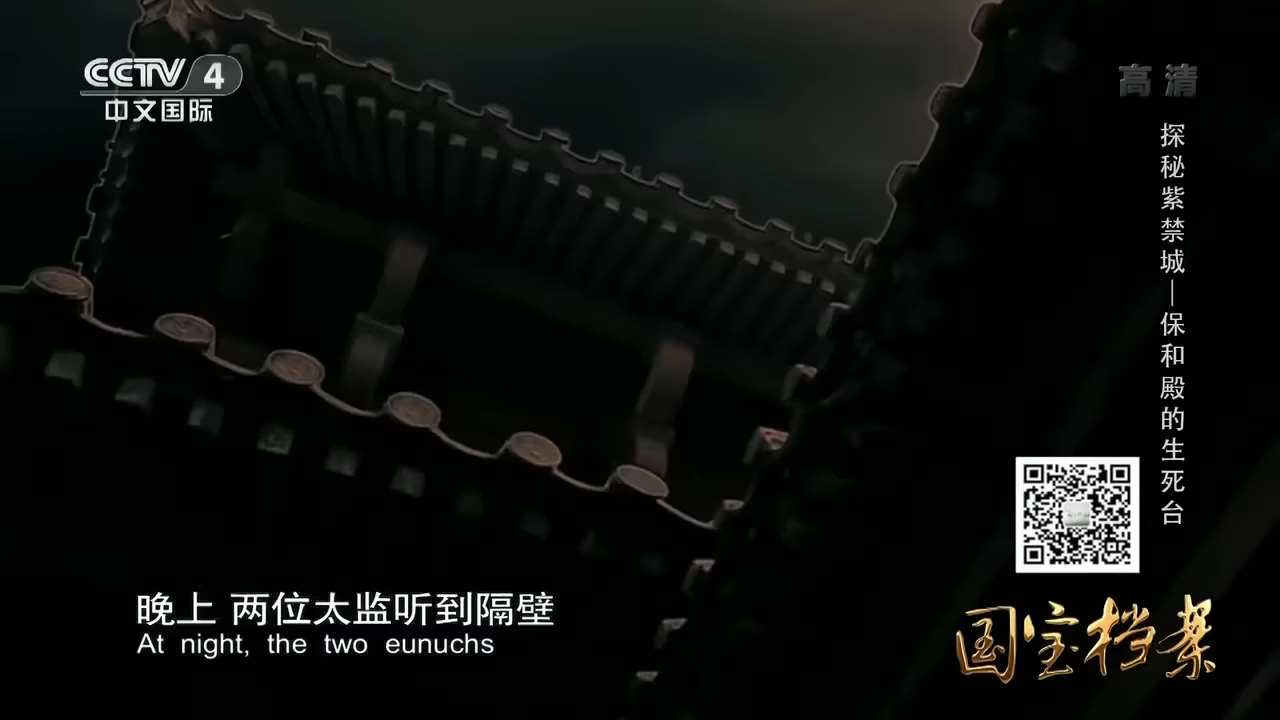 CCTV 4
中文国际
高清
探秘紫禁城—保和殿的生死台
晚上 两位太监听到隔壁
At night, the two eunuchs
国宝档案